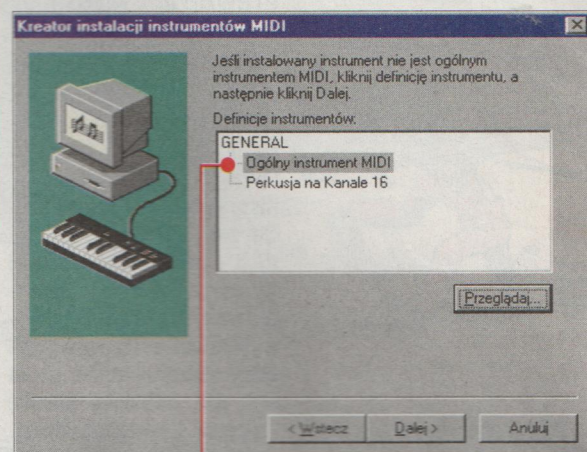 Kreator instalacji instrumentów MIDI
Jeśli instalowany instrument nie jest ogólnym
instrumentem MIDI, kliknij definicję instrumentu, a
następnie kliknij Dalej.
Definicje instrumentów:
GENERAL
Ogólny instrument MIDI
Perkusja na Kanale 16
Przeglądaj...
< Wstecz
Dalej >
Anuluj